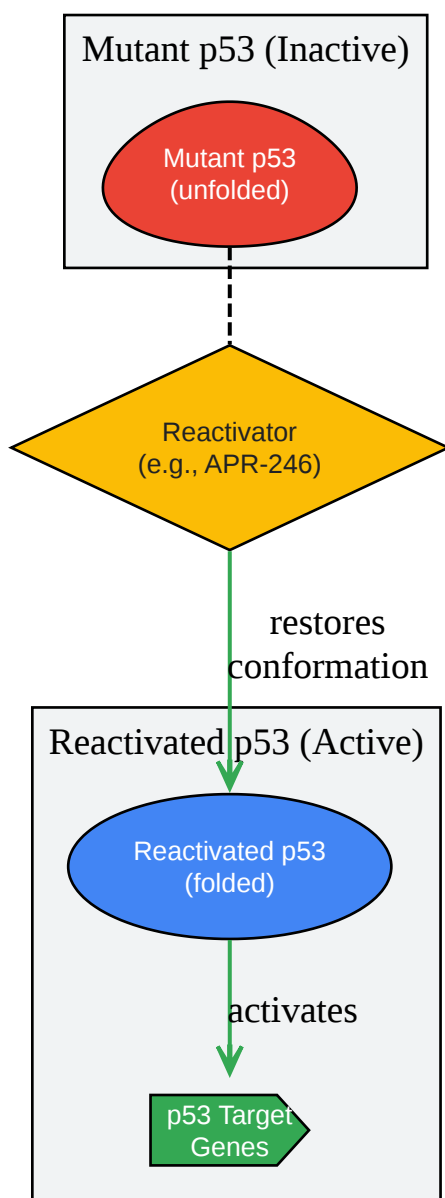 Mutant p53 (Inactive)
Mutant p53
(unfolded)
Reactivator
(e.g., APR-246)
restores
conformation
Reactivated p53 (Active)
Reactivated p53
(folded)
activates
p53 Target
Genes